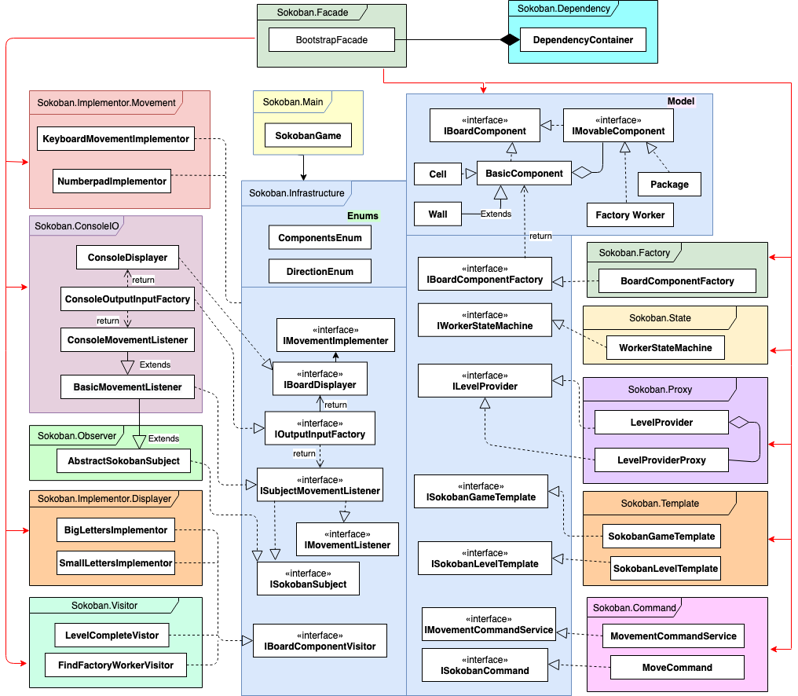 Sokoban.Facade
BootstrapFacade
Sokoban.Dependency
DependencyContainer
Sokoban.Implementor.Movement
KeyboardMovementImplementor
NumberpadImplementor
Sokoban.Main
SokobanGame
Model
«interface»
IBoardComponent
«interface»
IMovableComponent
Cell
BasicComponent
Package
Wall
Extends
Factory Worker
return
Sokoban.ConsoleIO
ConsoleDisplayer
return
ConsoleOutputInputFactory
return
ConsoleMovementListener
Extends
BasicMovementListener
Sokoban.Infrastructure
Enums
ComponentsEnum
DirectionEnum
«interface»
IMovementImplementer
«interface»
IBoardDisplayer
return
«interface»
IOutputInputFactory
return
«interface»
ISubjectMovementListener
«interface»
IMovementListener
«interface»
ISokobanSubject
«interface»
IBoardComponentVisitor
«interface»
IBoardComponentFactory
«interface»
IWorkerStateMachine
«interface»
ILevelProvider
«interface»
ISokobanGameTemplate
«interface»
ISokobanLevelTemplate
«interface»
IMovementCommandService
«interface»
ISokobanCommand
Sokoban.Factory
BoardComponentFactory
Sokoban.State
WorkerStateMachine
Sokoban.Proxy
LevelProvider
LevelProviderProxy
Sokoban.Template
SokobanGameTemplate
SokobanLevelTemplate
Sokoban.Command
MovementCommandService
MoveCommand
Sokoban.Observer
Extends
AbstractSokobanSubject
Sokoban.Implementor.Displayer
BigLettersImplementor
SmallLettersImplementor
Sokoban.Visitor
LevelCompleteVistor
FindFactoryWorkerVisitor